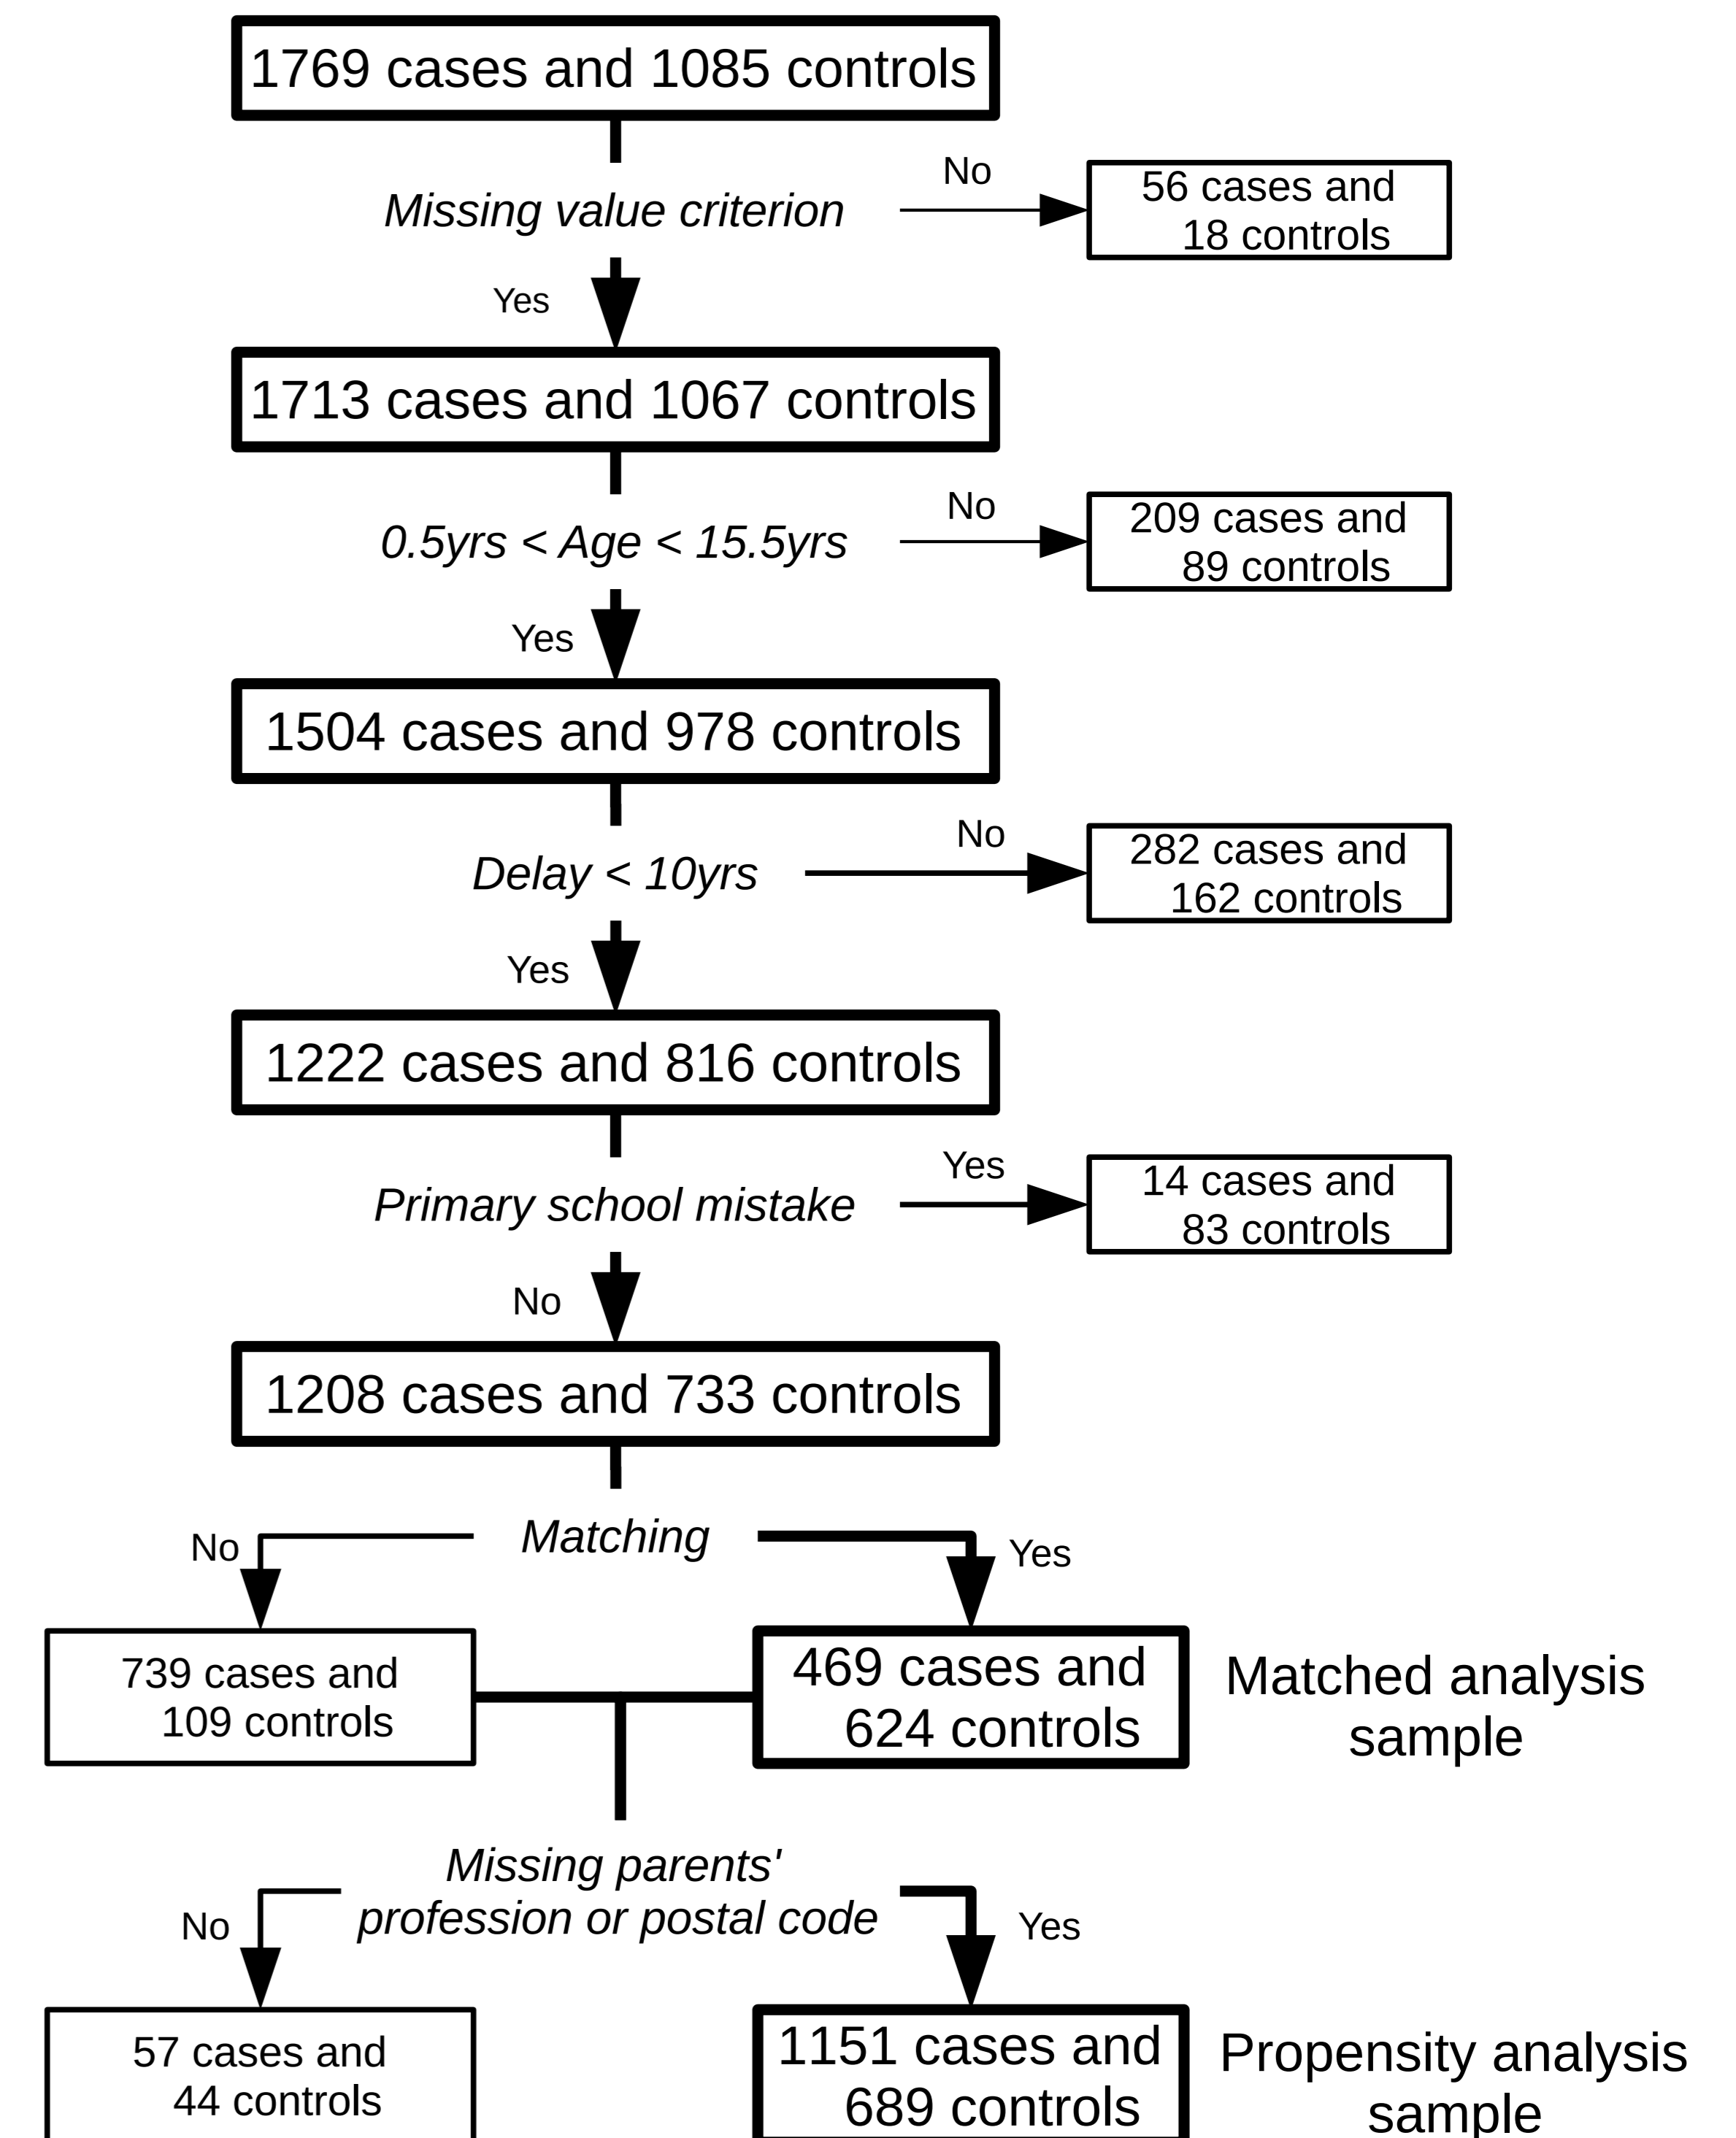 1769 cases and 1085 controls
No
56 cases and
18 controls
Missing value criterion
Yes
1713 cases and 1067 controls
No
209 cases and
89 controls
0.5yrs < Age < 15.5yrs
Yes
1504 cases and 978 controls
No
282 cases and
162 controls
Delay < 10yrs
Yes
1222 cases and 816 controls
Yes
14 cases and
83 controls
Primary school mistake
No
1208 cases and 733 controls
Matching
No
Yes
739 cases and
109 controls
469 cases and
624 controls
Matched analysis
sample
Missing parents'
profession or postal code
No
Yes
57 cases and
44 controls
1151 cases and
689 controls
Propensity analysis
sample